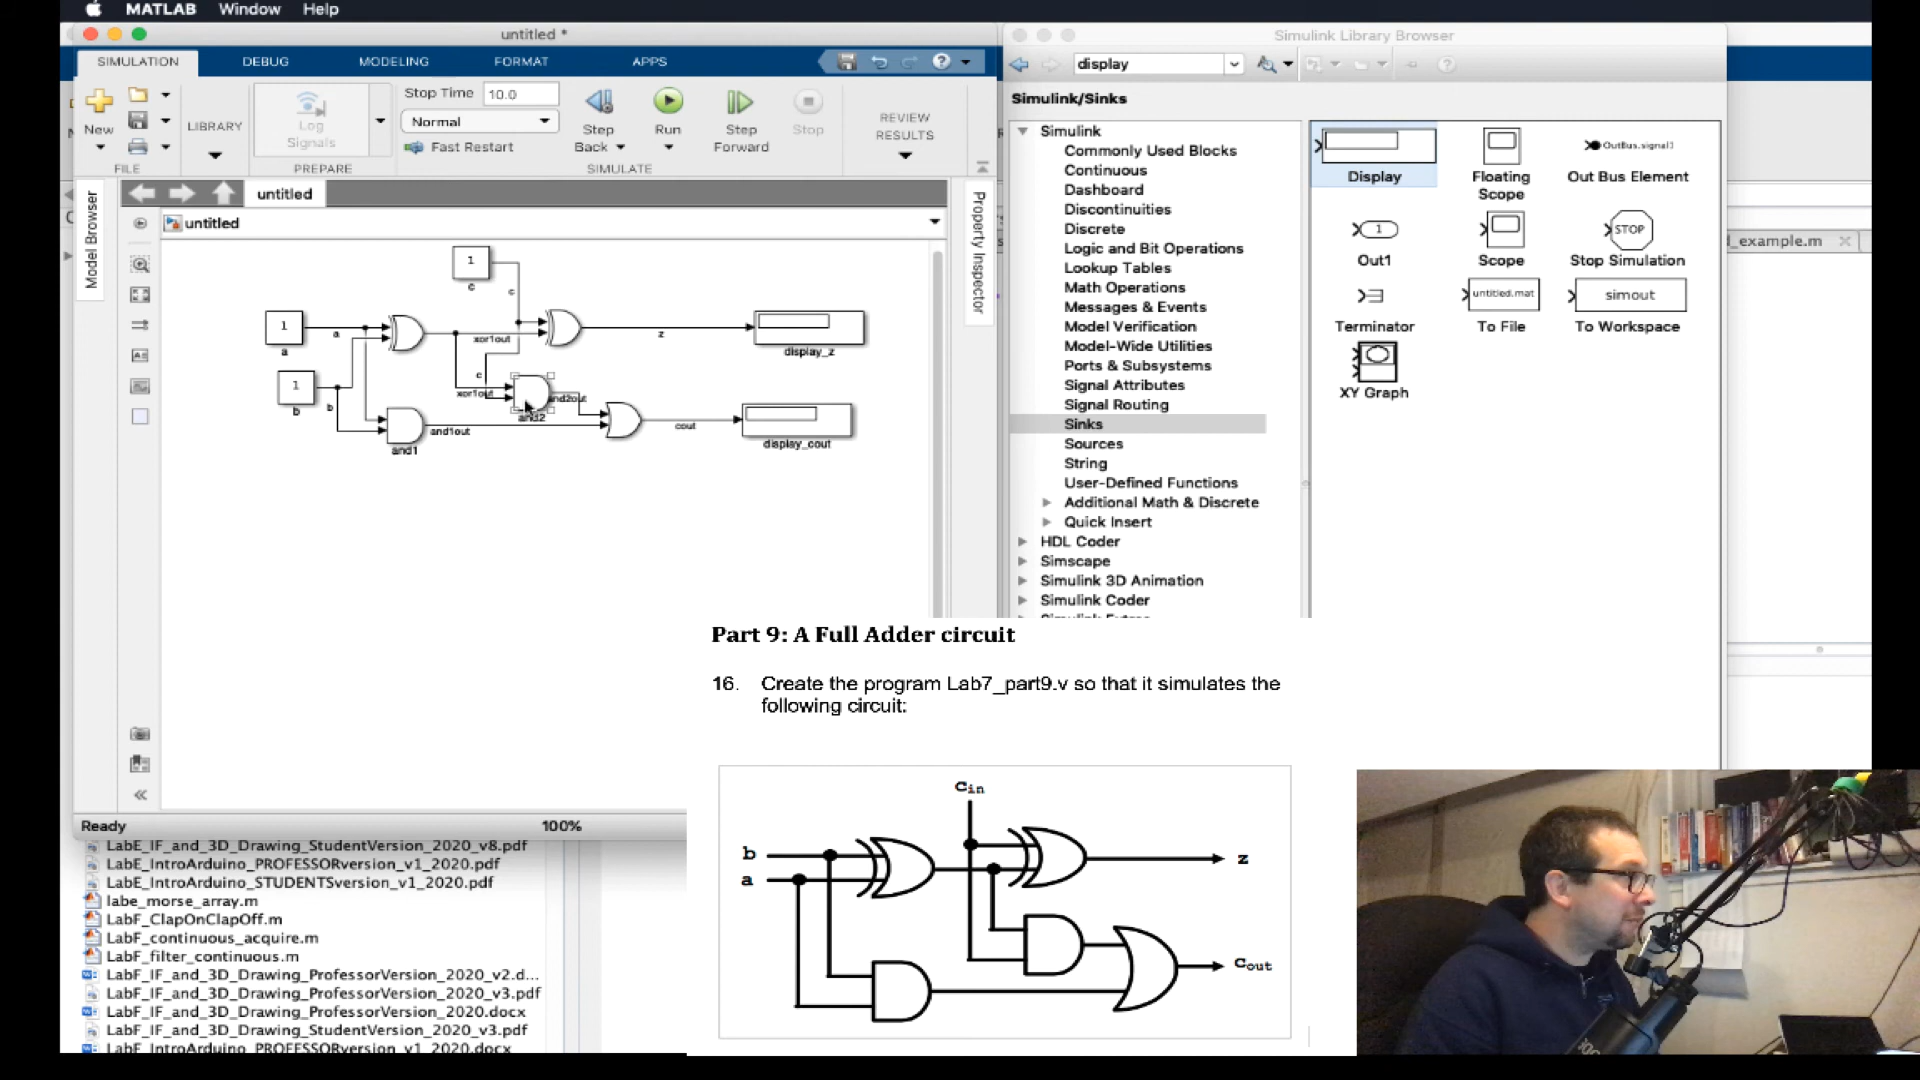 MATLAB Window Help
untitled *
SIMULATION DEBUG MODELING FORMAT APPS
New
FILE
LIBRARY
Log
Signals
PREPARE
Stop Time 10.0
Normal
Fast Restart
Step
Back
Run
Step
Forward
Stop
SIMULATE
REVIEW
RESULTS
Model Browser
Property Inspector
untitled
untitled
1
c
c
1
a
a
1
b
b
xor1out
c
xor1out
and2
and2out
z
display_z
and1
and1out
cout
display_cout
Ready 100%
Simulink Library Browser
display
Simulink/Sinks
Simulink
Commonly Used Blocks
Continuous
Dashboard
Discontinuities
Discrete
Logic and Bit Operations
Lookup Tables
Math Operations
Messages & Events
Model Verification
Model-Wide Utilities
Ports & Subsystems
Signal Attributes
Signal Routing
Sinks
Sources
String
User-Defined Functions
Additional Math & Discrete
Quick Insert
HDL Coder
Simscape
Simulink 3D Animation
Simulink Coder
Display
Floating
Scope
OutBus.signal1
Out Bus Element
1
Out1
Scope
STOP
Stop Simulation
Terminator
untitled.mat
To File
simout
To Workspace
XY Graph
d_example.m
LabE_IF_and_3D_Drawing_StudentVersion_2020_v8.pdf
LabE_IntroArduino_PROFESSORversion_v1_2020.pdf
LabE_IntroArduino_STUDENTSversion_v1_2020.pdf
labe_morse_array.m
LabF_ClapOnClapOff.m
LabF_continuous_acquire.m
LabF_filter_continuous.m
LabF_IF_and_3D_Drawing_ProfessorVersion_2020_v2.d...
LabF_IF_and_3D_Drawing_ProfessorVersion_2020_v3.pdf
LabF_IF_and_3D_Drawing_ProfessorVersion_2020.docx
LabF_IF_and_3D_Drawing_StudentVersion_2020_v3.pdf
LabF_IntroArduino_PROFESSORversion_v1_2020.docx
Part 9: A Full Adder circuit
16. Create the program Lab7_part9.v so that it simulates the
following circuit:
cin
b
a
z
cout